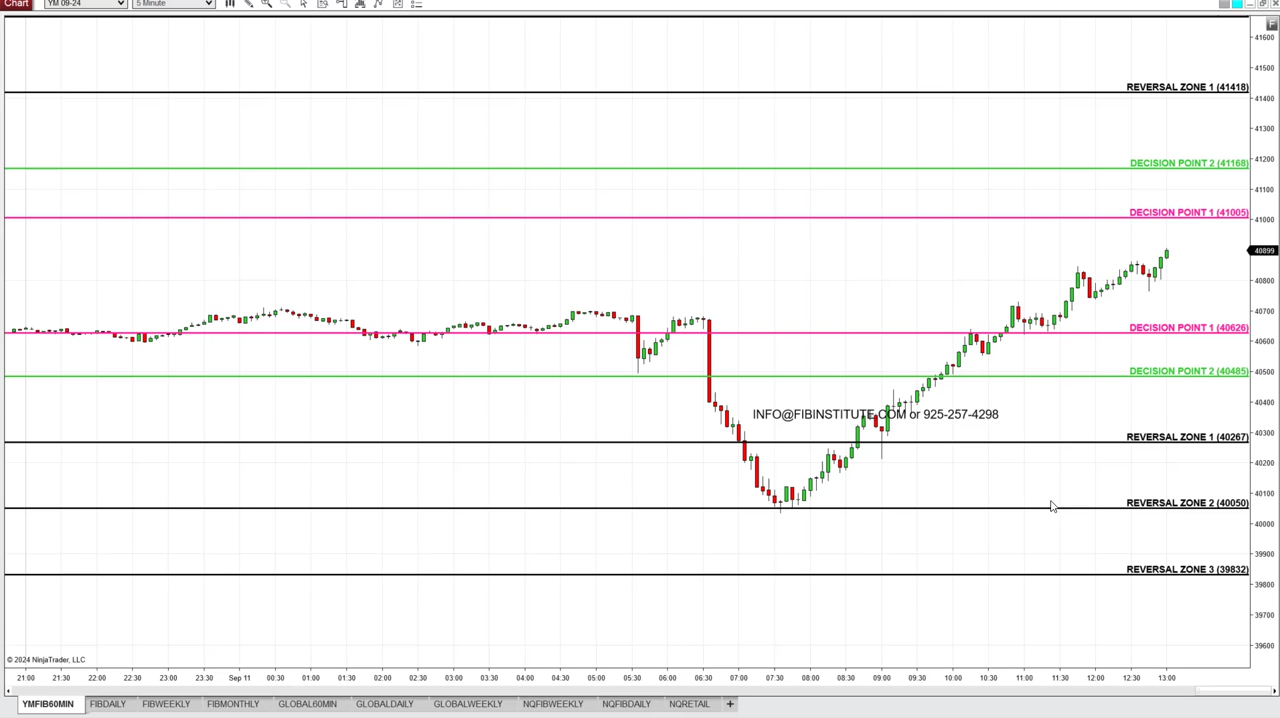 Chart YM 09-24 5 Minute
F
41600
41500
REVERSAL ZONE 1 (41418)
41400
41300
41200
DECISION POINT 2 (41168)
41100
DECISION POINT 1 (41005)
41000
40899
40800
40700
DECISION POINT 1 (40626)
40600
40500
DECISION POINT 2 (40485)
40400
INFO@FIBINSTITUTE.COM or 925-257-4298
40300
REVERSAL ZONE 1 (40267)
40200
40100
REVERSAL ZONE 2 (40050)
40000
39900
REVERSAL ZONE 3 (39832)
39800
39700
39600
© 2024 NinjaTrader, LLC
21:00 21:30 22:00 22:30 23:00 23:30 Sep 11 00:30 01:00 01:30 02:00 02:30 03:00 03:30 04:00 04:30 05:00 05:30 06:00 06:30 07:00 07:30 08:00 08:30 09:00 09:30 10:00 10:30 11:00 11:30 12:00 12:30 13:00
YMFIB60MIN FIBDAILY FIBWEEKLY FIBMONTHLY GLOBAL60MIN GLOBALDAILY GLOBALWEEKLY NQFIBWEEKLY NQFIBDAILY NQRETAIL +